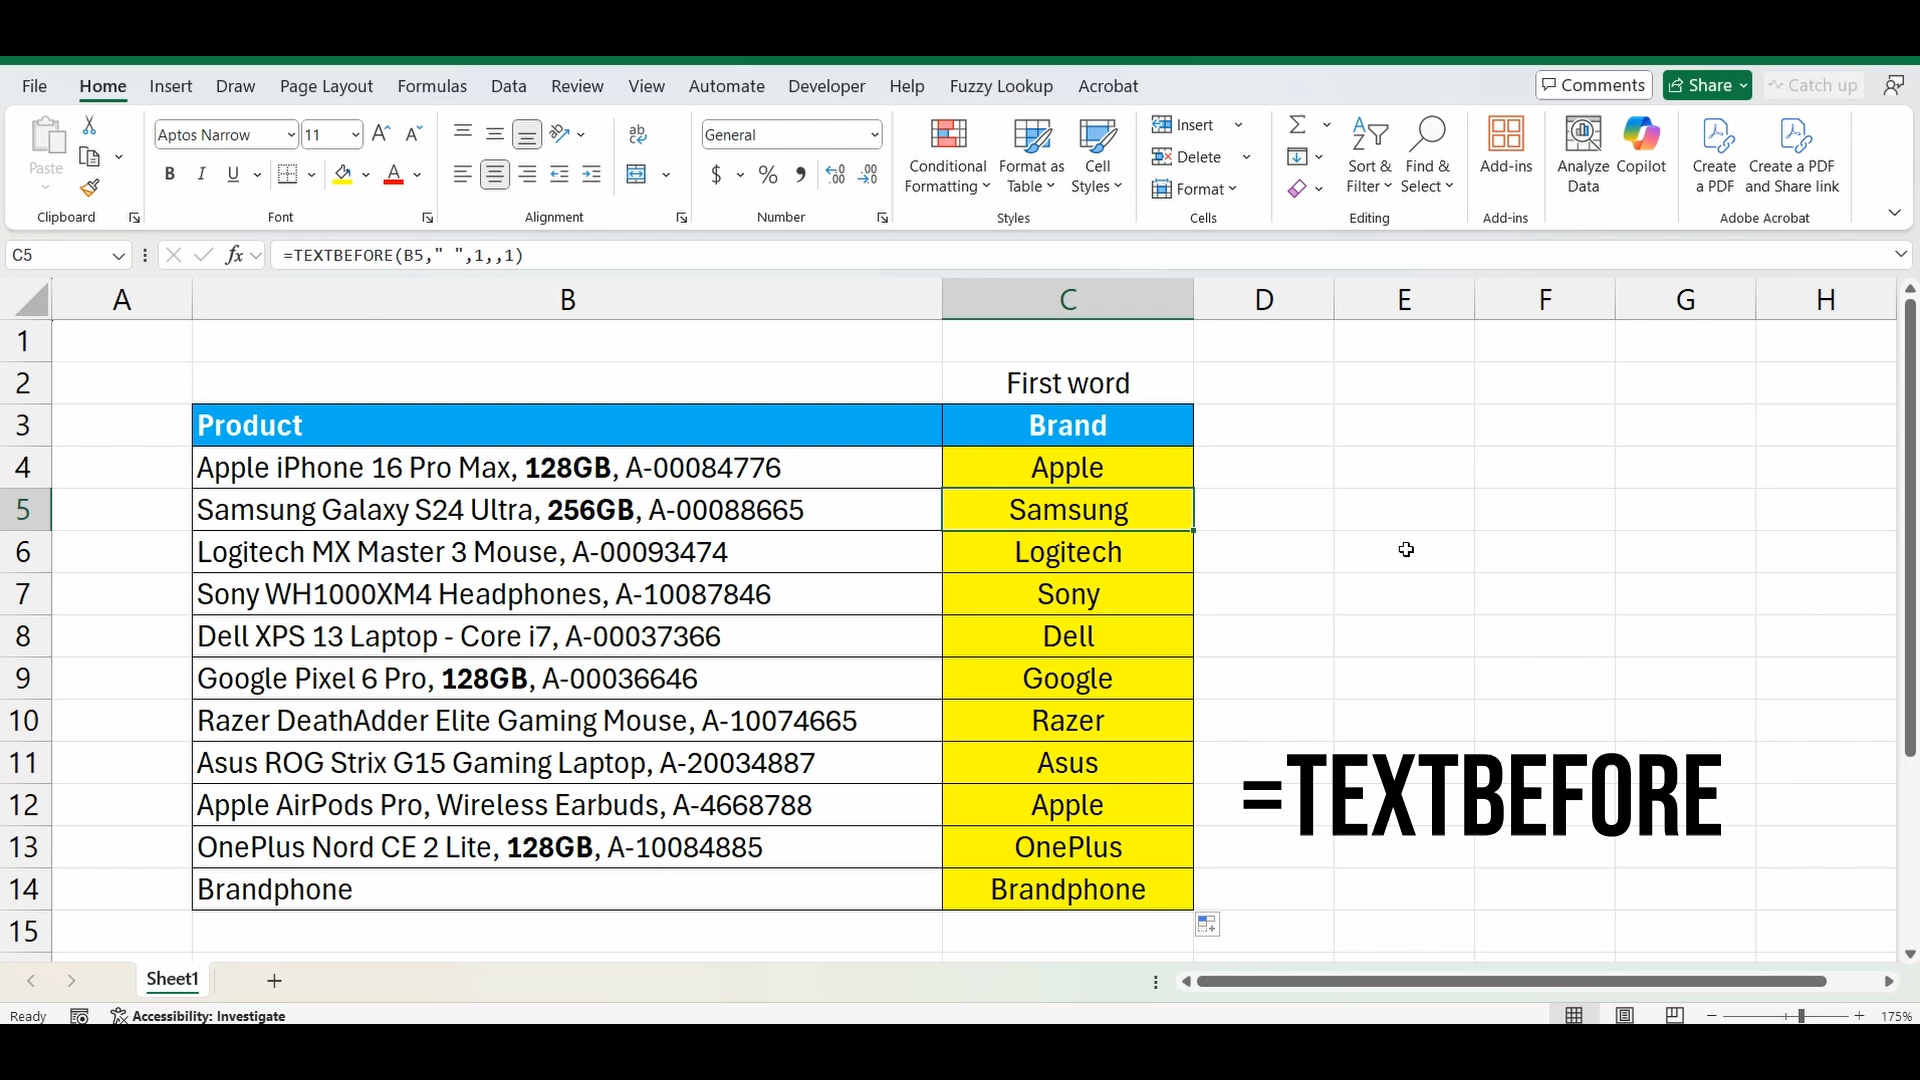 File Home Insert Draw Page Layout Formulas Data Review View Automate Developer Help Fuzzy Lookup Acrobat Comments Share Catch up
Paste
Clipboard
Aptos Narrow 11
B I U
Font
Alignment
General
$ % 9
Number
Conditional Formatting
Format as Table
Cell Styles
Styles
Insert
Delete
Format
Cells
Sort & Filter
Find & Select
Editing
Add-ins
Add-ins
Analyze Data
Copilot
Create a PDF
Create a PDF and Share link
Adobe Acrobat
C5 fx =TEXTBEFORE(B5," ",1,,1)
A B C D E F G H
1
2 First word
3 Product Brand
4 Apple iPhone 16 Pro Max, 128GB, A-00084776 Apple
5 Samsung Galaxy S24 Ultra, 256GB, A-00088665 Samsung
6 Logitech MX Master 3 Mouse, A-00093474 Logitech
7 Sony WH1000XM4 Headphones, A-10087846 Sony
8 Dell XPS 13 Laptop - Core i7, A-00037366 Dell
9 Google Pixel 6 Pro, 128GB, A-00036646 Google
10 Razer DeathAdder Elite Gaming Mouse, A-10074665 Razer
11 Asus ROG Strix G15 Gaming Laptop, A-20034887 Asus
=TEXTBEFORE
12 Apple AirPods Pro, Wireless Earbuds, A-4668788 Apple
13 OnePlus Nord CE 2 Lite, 128GB, A-10084885 OnePlus
14 Brandphone Brandphone
15
Sheet1
Ready Accessibility: Investigate 175%